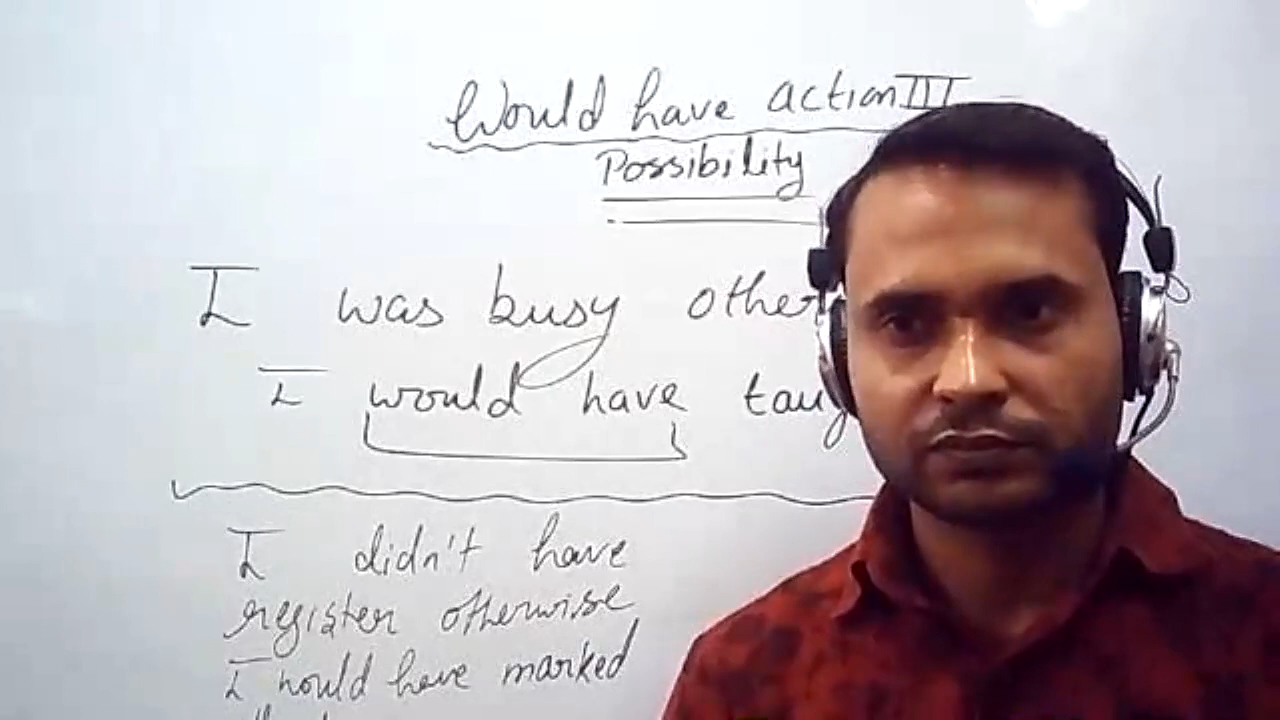 Would have action III
Possibility
I was busy other
I would have taug
I didn't have
register otherwise
I would have marked